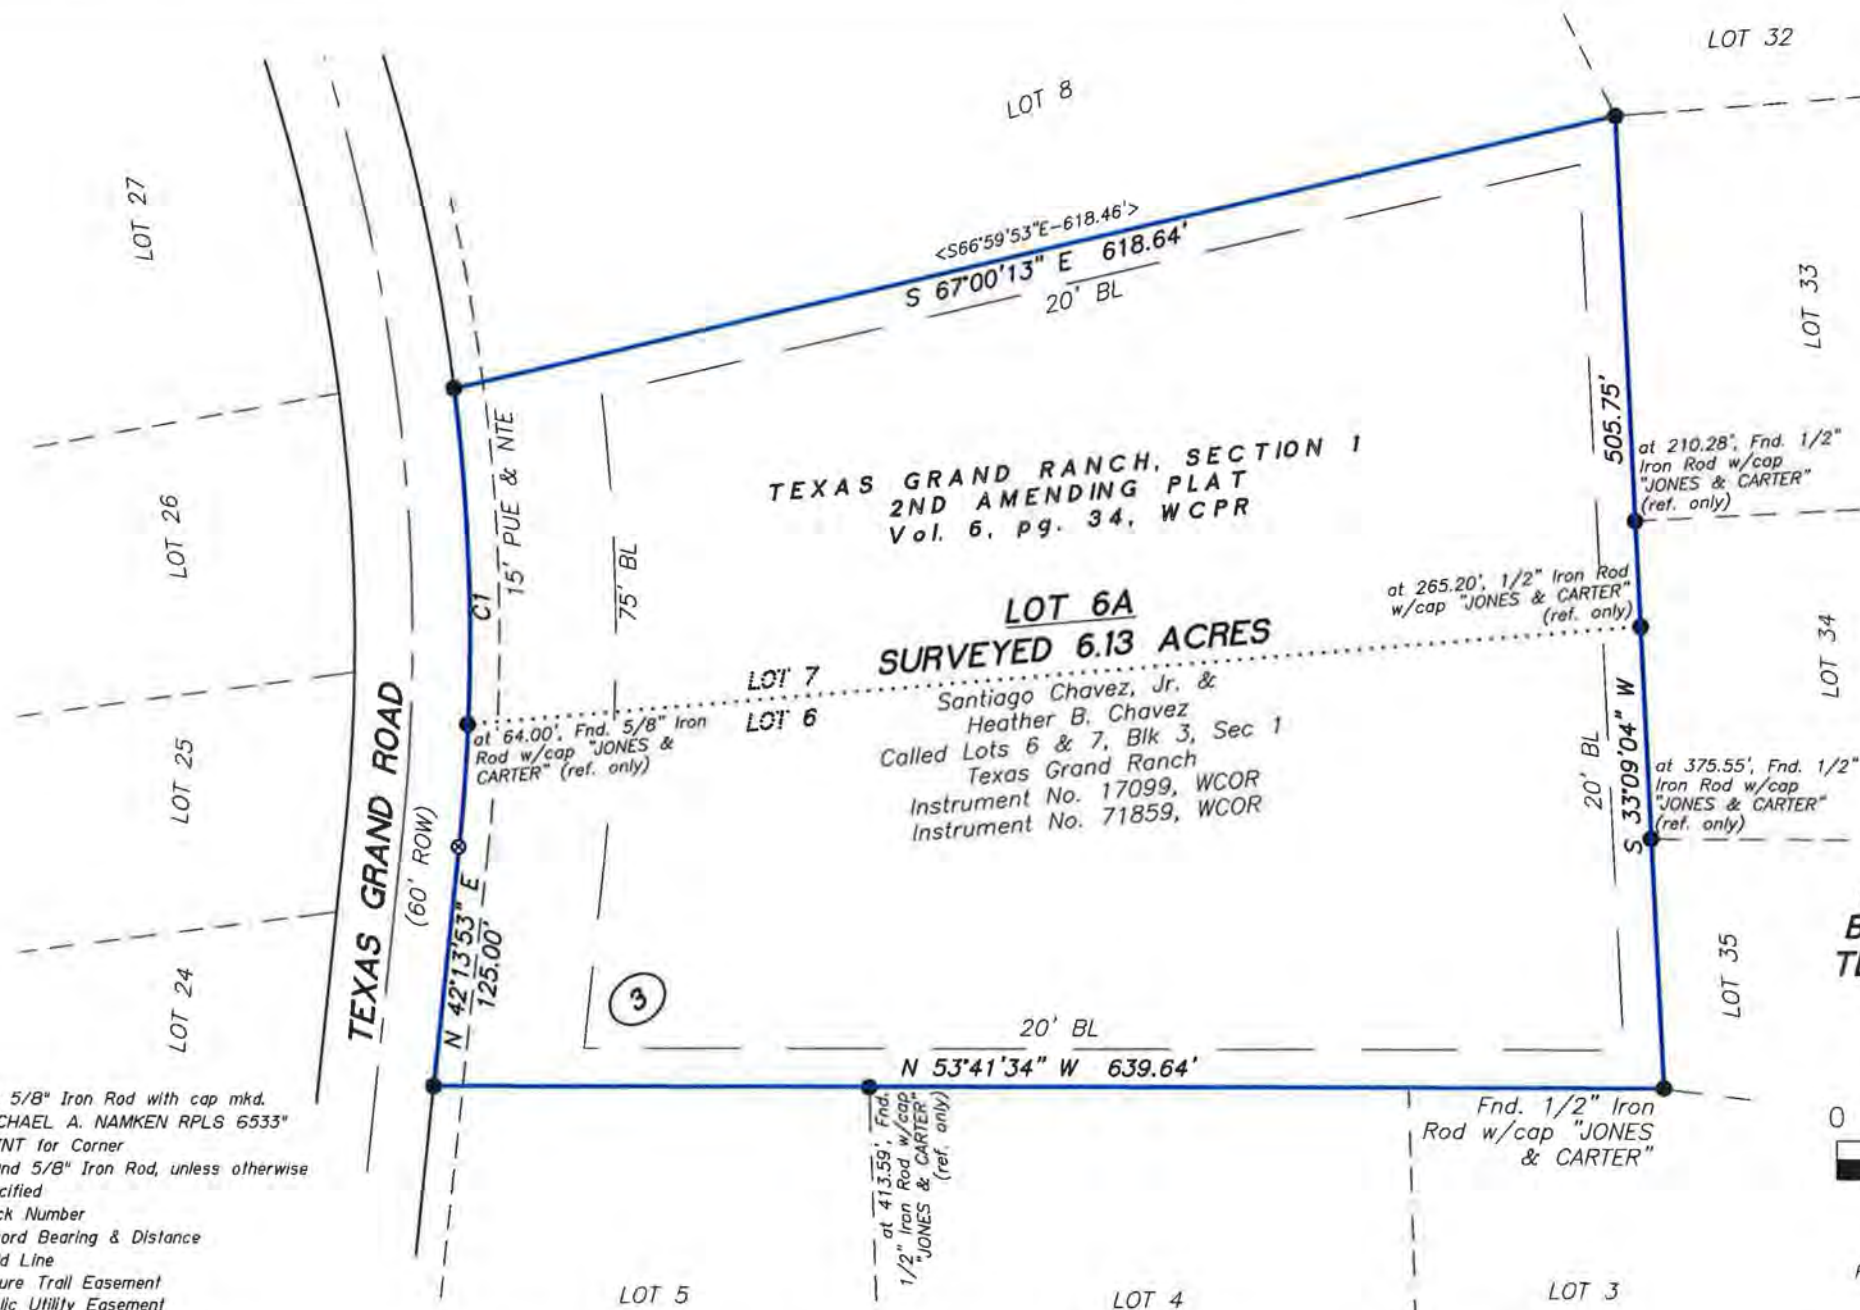 LOT 32
LOT 8
LOT 27
<S66°59'53"E-618.46'>
S 67°00'13" E 618.64'
20' BL
LOT 33
505.75'
at 210.28', Fnd. 1/2"
Iron Rod w/cap
"JONES & CARTER"
(ref. only)
15' PUE & NTE
TEXAS GRAND RANCH, SECTION 1
2ND AMENDING PLAT
Vol. 6, pg. 34, WCPR
LOT 26
75' BL
C1
LOT 6A
SURVEYED 6.13 ACRES
at 265.20', 1/2" Iron Rod
w/cap "JONES & CARTER"
(ref. only)
LOT 34
LOT 7
LOT 6
Santiago Chavez, Jr. &
Heather B. Chavez
Called Lots 6 & 7, Blk 3, Sec 1
Texas Grand Ranch
Instrument No. 17099, WCOR
Instrument No. 71859, WCOR
at 64.00', Fnd. 5/8" Iron
Rod w/cap "JONES &
CARTER" (ref. only)
LOT 25
TEXAS GRAND ROAD
(60' ROW)
20' BL
S 33°09'04" W
at 375.55', Fnd. 1/2"
Iron Rod w/cap
"JONES & CARTER"
(ref. only)
N 42°13'53" E
125.00'
LOT 24
3
LOT 35
20' BL
N 53°41'34" W 639.64'
at 413.59', Fnd.
1/2" Iron Rod w/cap
"JONES & CARTER"
(ref. only)
Fnd. 1/2" Iron
Rod w/cap "JONES
& CARTER"
0
5/8" Iron Rod with cap mkd.
CHAEL A. NAMKEN RPLS 6533"
NT for Corner
nd 5/8" Iron Rod, unless otherwise
cified
ck Number
ord Bearing & Distance
d Line
ure Trail Easement
lic Utility Easement
LOT 5
LOT 4
LOT 3